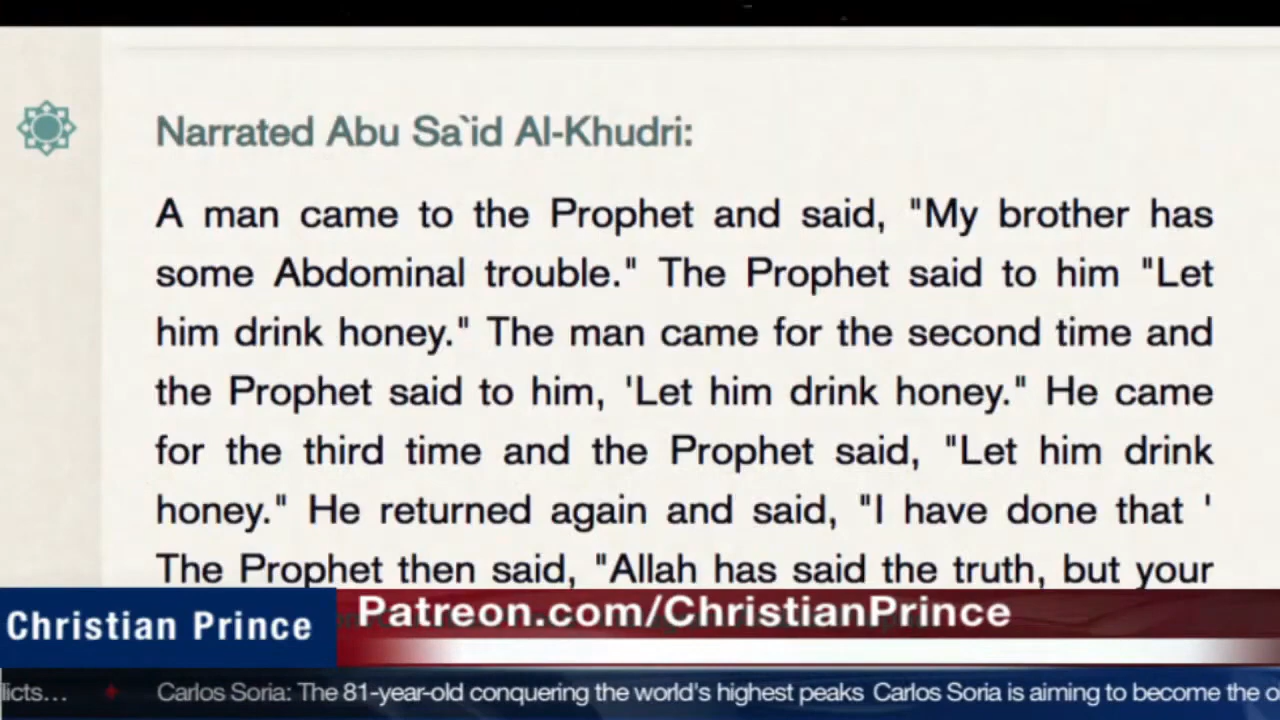 Narrated Abu Sa`id Al-Khudri:
A man came to the Prophet and said, "My brother has
some Abdominal trouble." The Prophet said to him "Let
him drink honey." The man came for the second time and
the Prophet said to him, 'Let him drink honey." He came
for the third time and the Prophet said, "Let him drink
honey." He returned again and said, "I have done that '
The Prophet then said, "Allah has said the truth, but your
Christian Prince
Patreon.com/ChristianPrince
licts... Carlos Soria: The 81-year-old conquering the world's highest peaks Carlos Soria is aiming to become the o